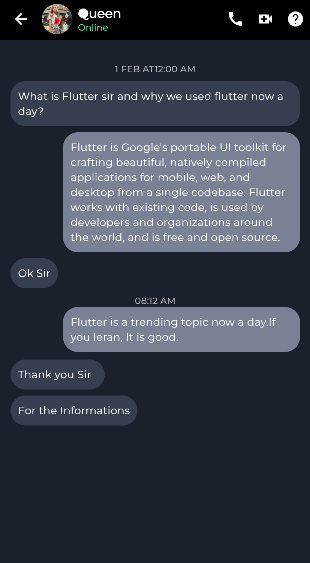 Queen
Online
1 FEB AT12:00 AM
What is Flutter sir and why we used flutter now a
day?
Flutter is Google's portable UI toolkit for
crafting beautiful, natively compiled
applications for mobile, web, and
desktop from a single codebase. Flutter
works with existing code, is used by
developers and organizations around
the world, and is free and open source.
Ok Sir
08:12 AM
Flutter is a trending topic now a day.If
you leran, It is good.
Thank you Sir
For the Informations